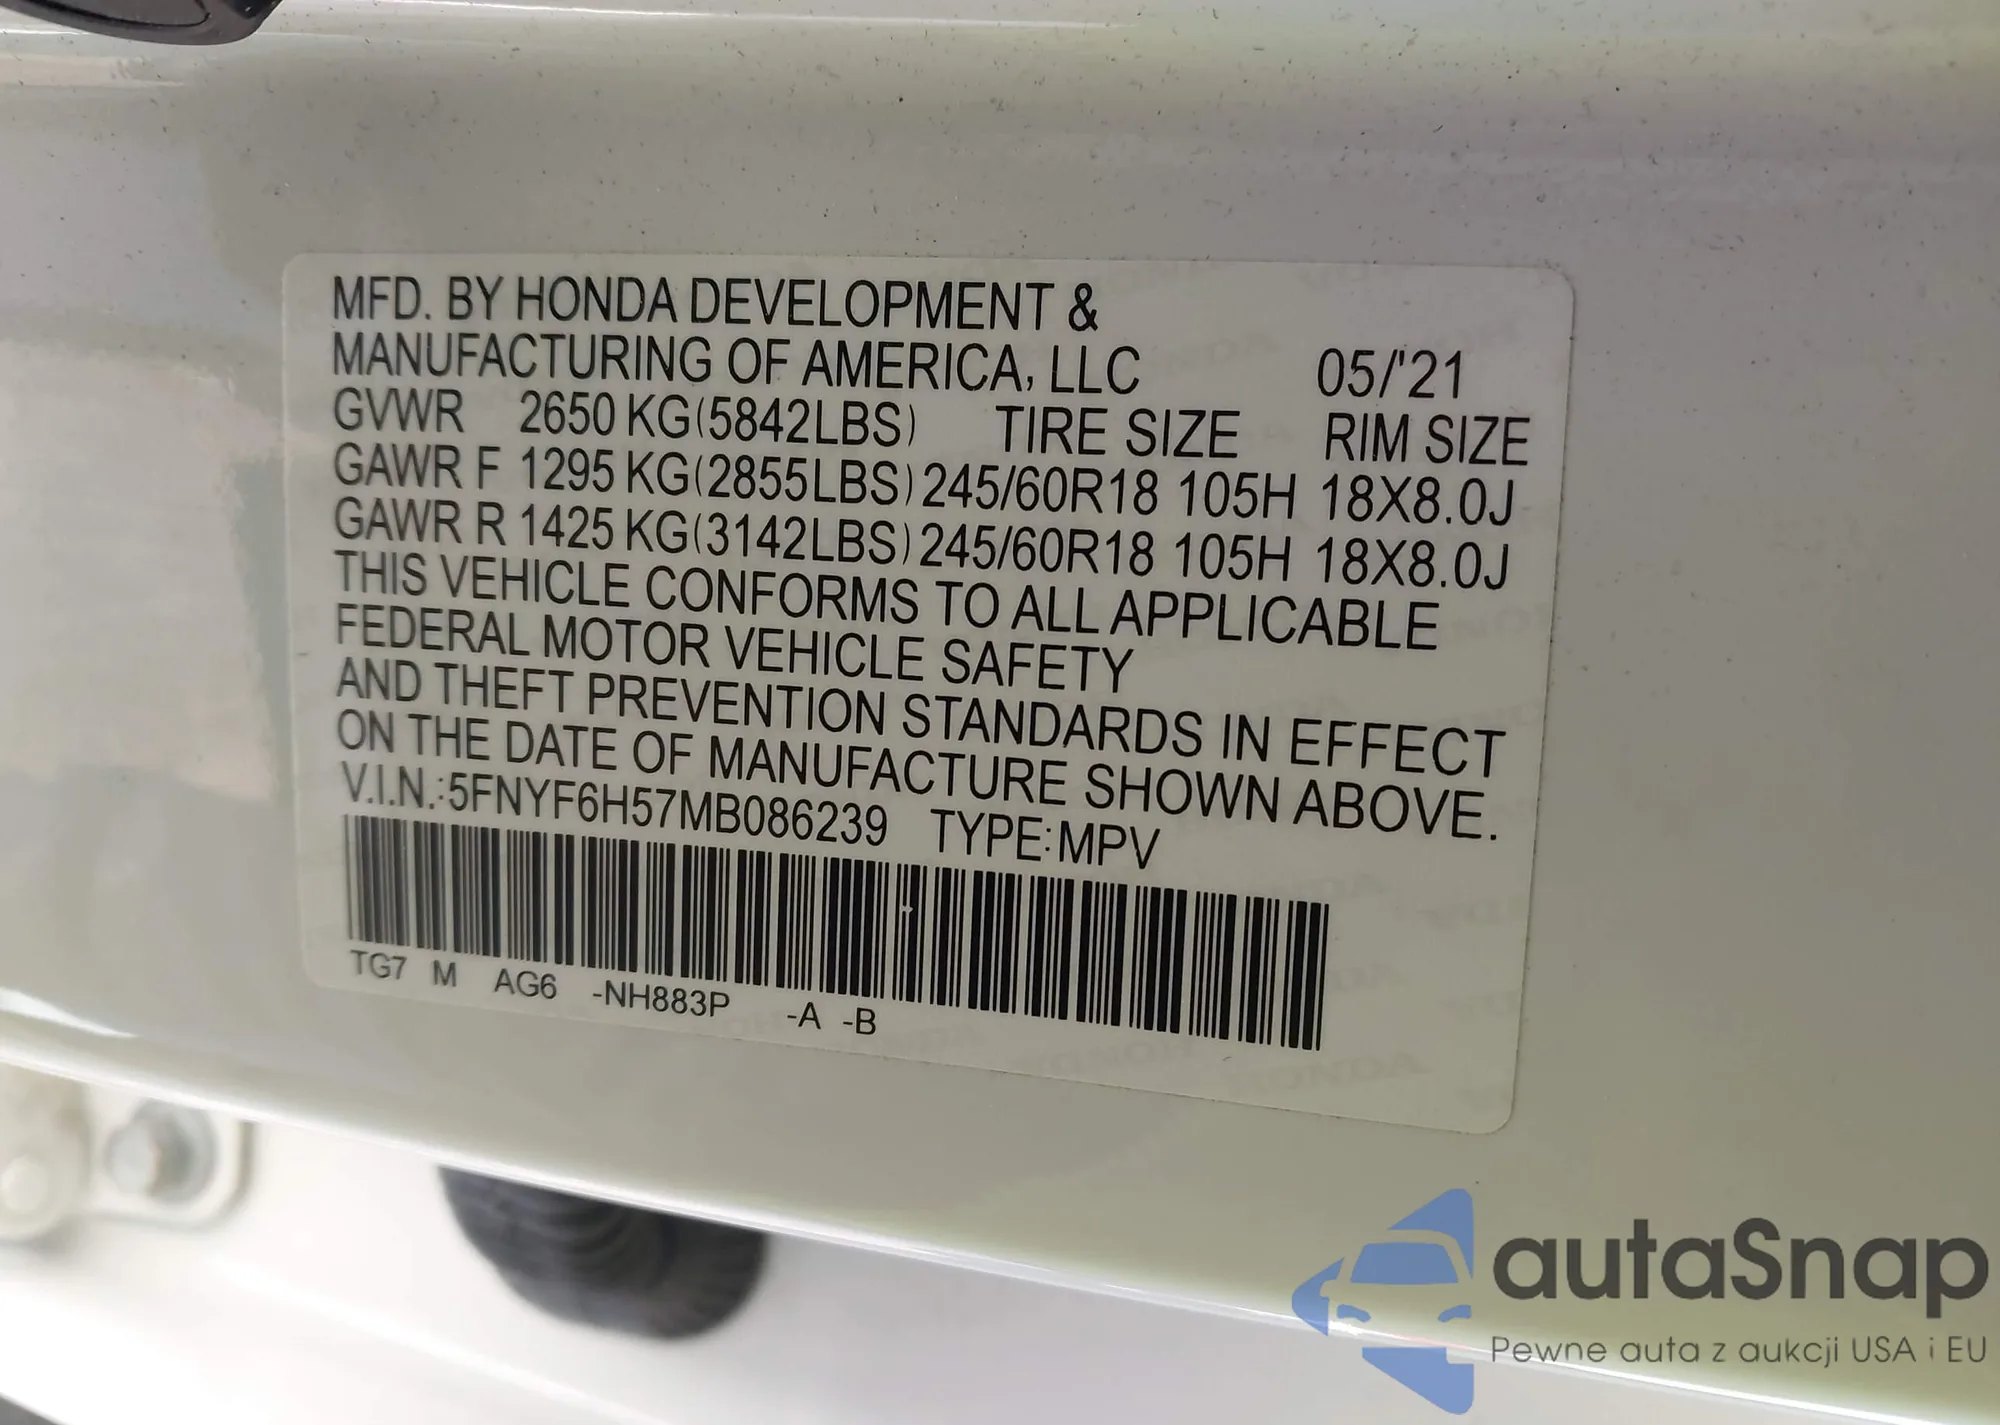 MFD. BY HONDA DEVELOPMENT &
MANUFACTURING OF AMERICA, LLC 05/'21
GVWR 2650 KG(5842LBS) TIRE SIZE RIM SIZE
GAWR F 1295 KG(2855LBS) 245/60R18 105H 18X8.0J
GAWR R 1425 KG(3142LBS) 245/60R18 105H 18X8.0J
THIS VEHICLE CONFORMS TO ALL APPLICABLE
FEDERAL MOTOR VEHICLE SAFETY
AND THEFT PREVENTION STANDARDS IN EFFECT
ON THE DATE OF MANUFACTURE SHOWN ABOVE.
V.I.N.:5FNYF6H57MB086239 TYPE:MPV
TG7 M AG6 -NH883P -A -B
autaSnap
Pewne auta z aukcji USA i EU